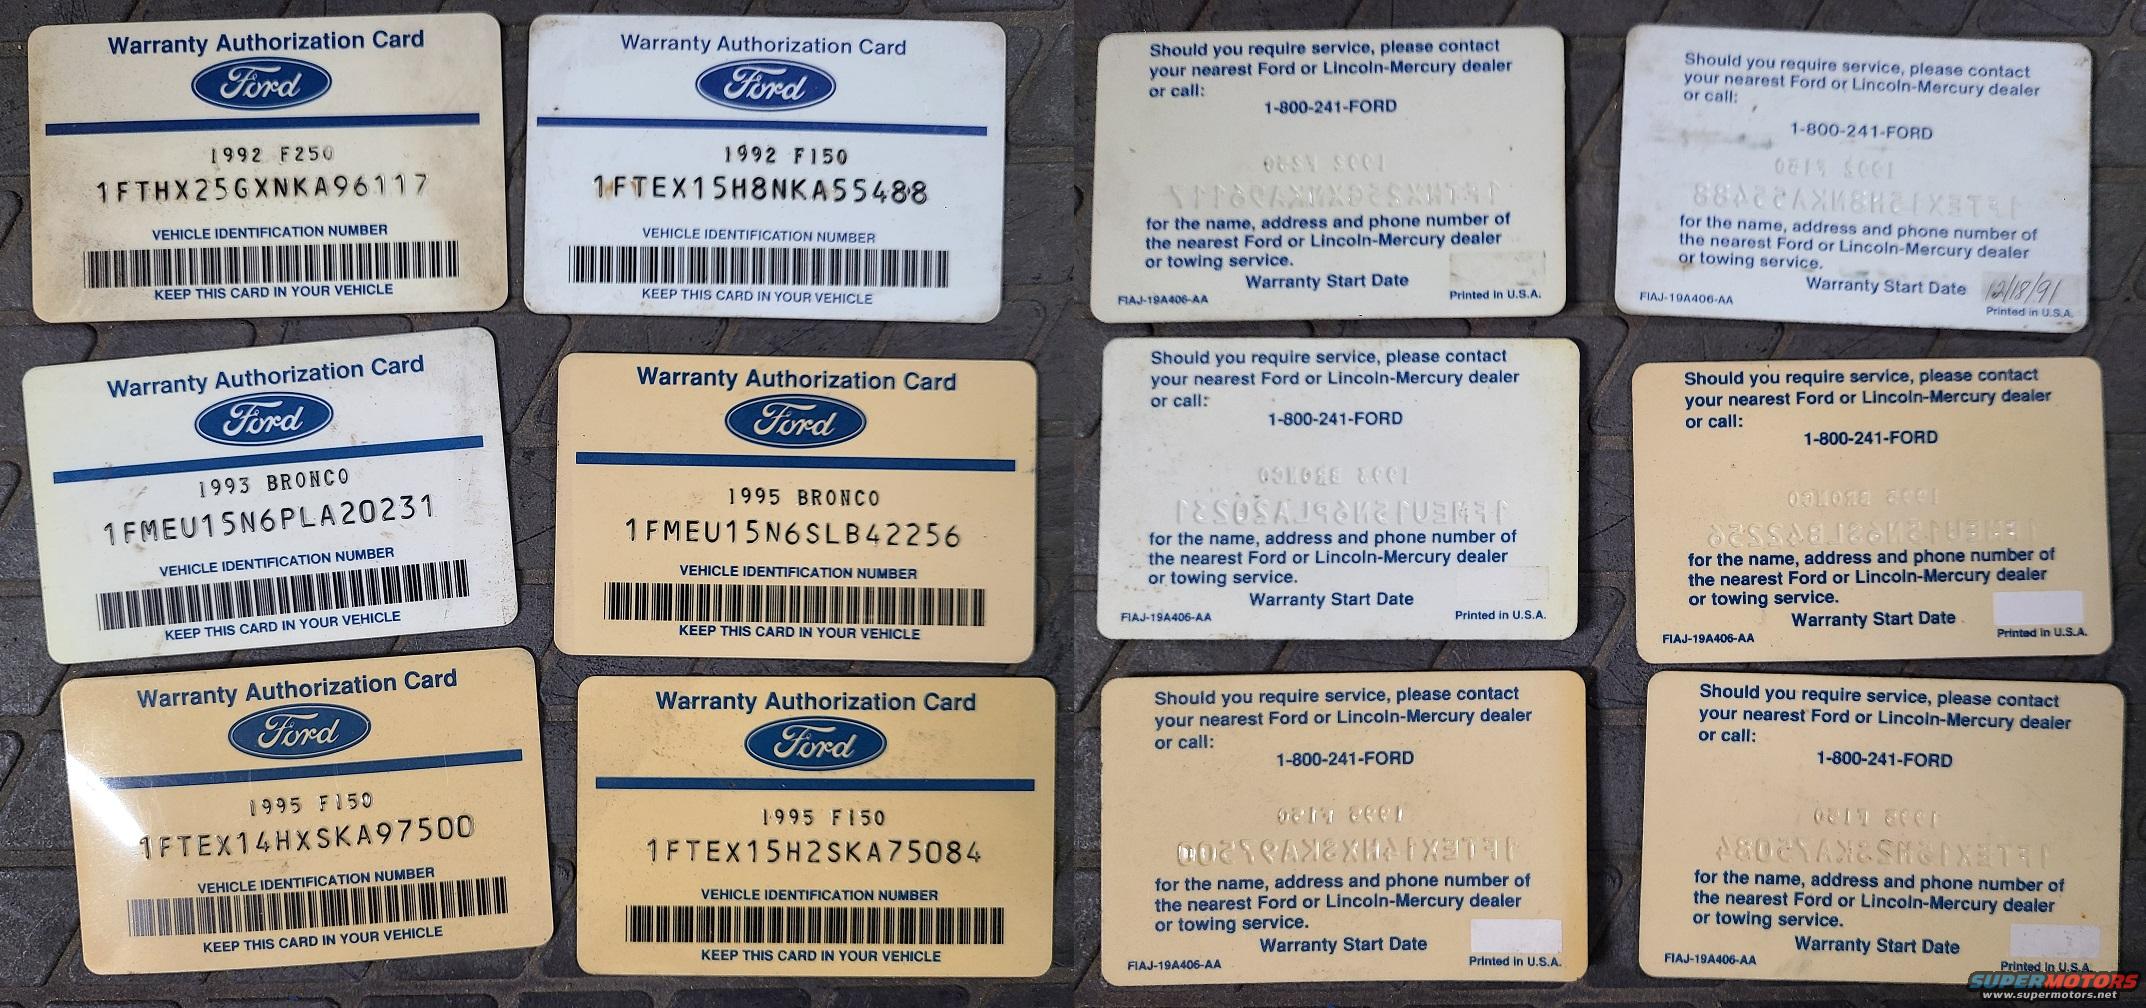 Warranty Authorization Card
Ford
1992 F250
1FTHX25GXNKA96117
VEHICLE IDENTIFICATION NUMBER
KEEP THIS CARD IN YOUR VEHICLE
Warranty Authorization Card
Ford
1992 F150
1FTEX15H8NKA55488
VEHICLE IDENTIFICATION NUMBER
KEEP THIS CARD IN YOUR VEHICLE
Should you require service, please contact
your nearest Ford or Lincoln-Mercury dealer
or call:
1-800-241-FORD
1992 F250
1FTHX25GXNKA96117
for the name, address and phone number of
the nearest Ford or Lincoln-Mercury dealer
or towing service.
Warranty Start Date
FIAJ-19A406-AA Printed in U.S.A.
Should you require service, please contact
your nearest Ford or Lincoln-Mercury dealer
or call:
1-800-241-FORD
1992 F150
1FTEX15H8NKA55488
for the name, address and phone number of
the nearest Ford or Lincoln-Mercury dealer
or towing service.
Warranty Start Date 12/18/91
FIAJ-19A406-AA Printed in U.S.A.
Warranty Authorization Card
Ford
1993 BRONCO
1FMEU15N6PLA20231
VEHICLE IDENTIFICATION NUMBER
KEEP THIS CARD IN YOUR VEHICLE
Warranty Authorization Card
Ford
1995 BRONCO
1FMEU15N6SLB42256
VEHICLE IDENTIFICATION NUMBER
KEEP THIS CARD IN YOUR VEHICLE
Should you require service, please contact
your nearest Ford or Lincoln-Mercury dealer
or call:
1-800-241-FORD
1993 BRONCO
1FMEU15N6PLA20231
for the name, address and phone number of
the nearest Ford or Lincoln-Mercury dealer
or towing service.
Warranty Start Date
FIAJ-19A406-AA Printed in U.S.A.
Should you require service, please contact
your nearest Ford or Lincoln-Mercury dealer
or call:
1-800-241-FORD
1995 BRONCO
1FMEU15N6SLB42256
for the name, address and phone number of
the nearest Ford or Lincoln-Mercury dealer
or towing service.
Warranty Start Date
FIAJ-19A406-AA Printed in U.S.A.
Warranty Authorization Card
Ford
1995 F150
1FTEX14HXSKA97500
VEHICLE IDENTIFICATION NUMBER
KEEP THIS CARD IN YOUR VEHICLE
Warranty Authorization Card
Ford
1995 F150
1FTEX15H2SKA75084
VEHICLE IDENTIFICATION NUMBER
KEEP THIS CARD IN YOUR VEHICLE
Should you require service, please contact
your nearest Ford or Lincoln-Mercury dealer
or call:
1-800-241-FORD
1995 F150
1FTEX14HXSKA97500
for the name, address and phone number of
the nearest Ford or Lincoln-Mercury dealer
or towing service.
Warranty Start Date
FIAJ-19A406-AA Printed in U.S.A.
Should you require service, please contact
your nearest Ford or Lincoln-Mercury dealer
or call:
1-800-241-FORD
1995 F150
1FTEX15H2SKA75084
for the name, address and phone number of
the nearest Ford or Lincoln-Mercury dealer
or towing service.
Warranty Start Date
FIAJ-19A406-AA Printed in U.S.A.
SUPERMOTORS
www.supermotors.net